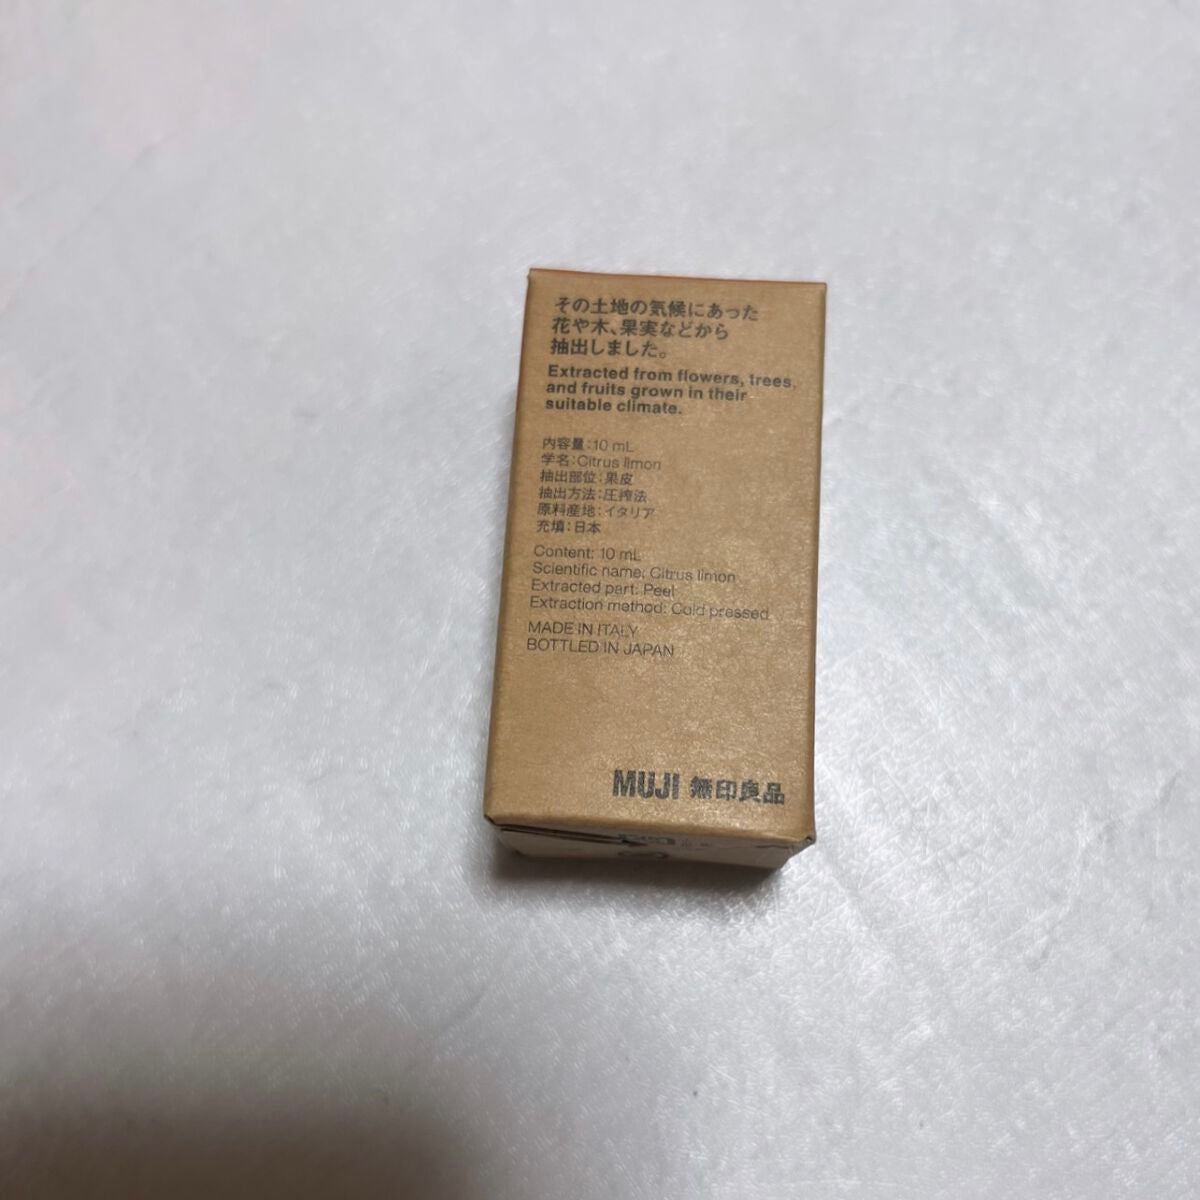 その土地の気候にあった
花や木、果実などから
抽出しました。
Extracted from flowers, trees,
and fruits grown in their
suitable climate.
内容量:10 mL
学名:Citrus limon
抽出部位:果皮
抽出方法:圧搾法
原料産地:イタリア
充填:日本
Content: 10 mL
Scientific name: Citrus limon
Extracted part: Peel
Extraction method: Cold pressed
MADE IN ITALY
BOTTLED IN JAPAN
MUJI 無印良品